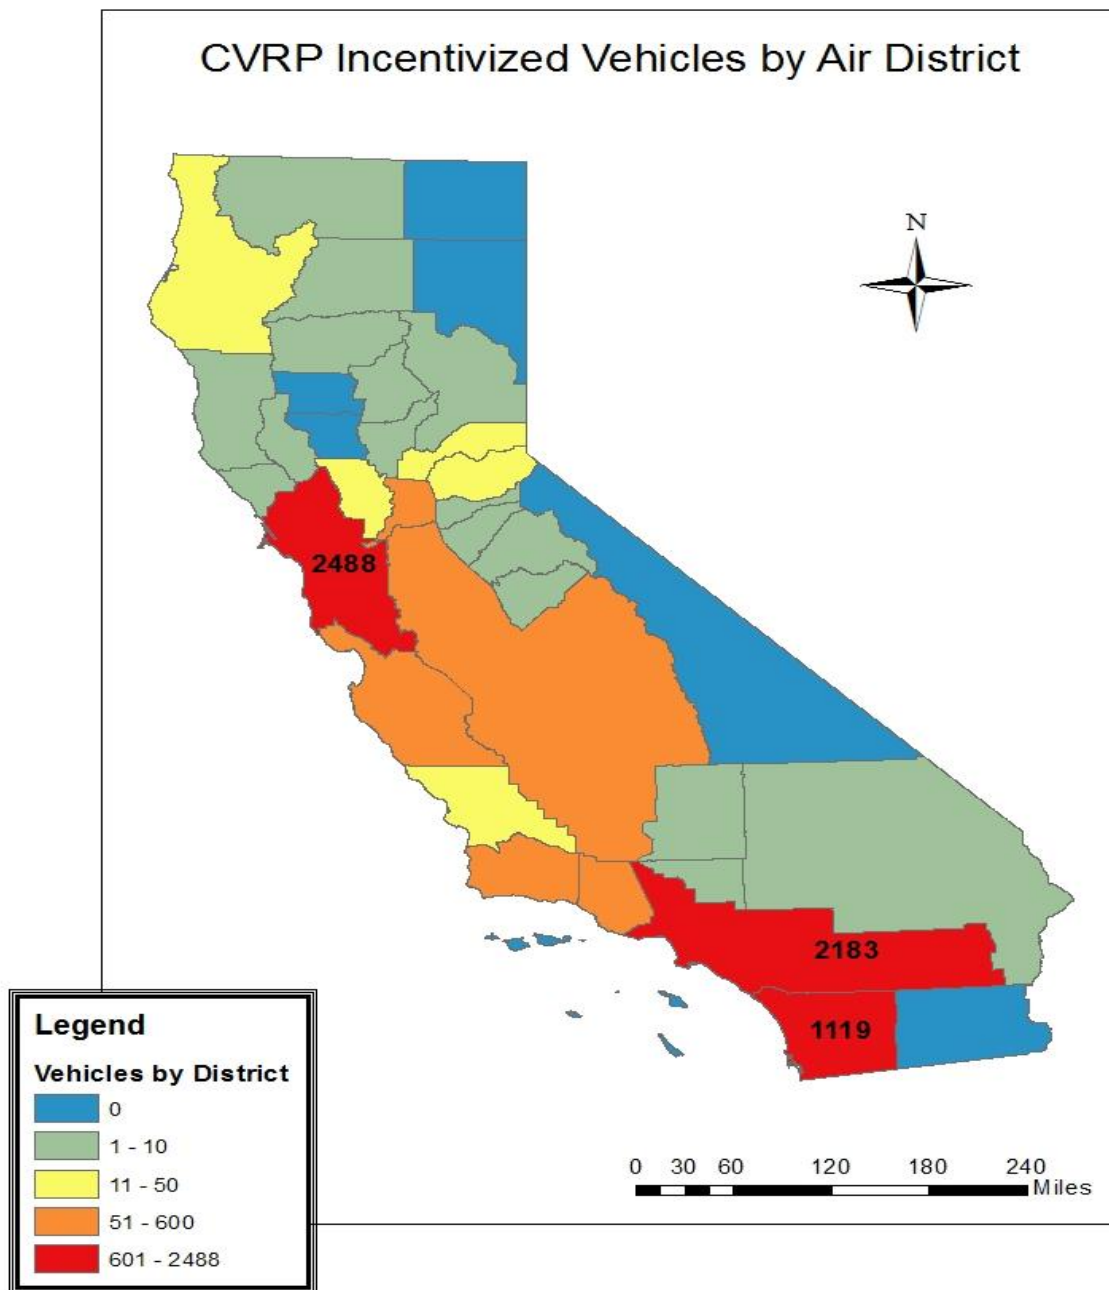 CVRP Incentivized Vehicles by Air District
N
2488
2183
1119
Legend
Vehicles by District
0
1 - 10
11 - 50
51 - 600
601 - 2488
0 30 60 120 180 240
Miles